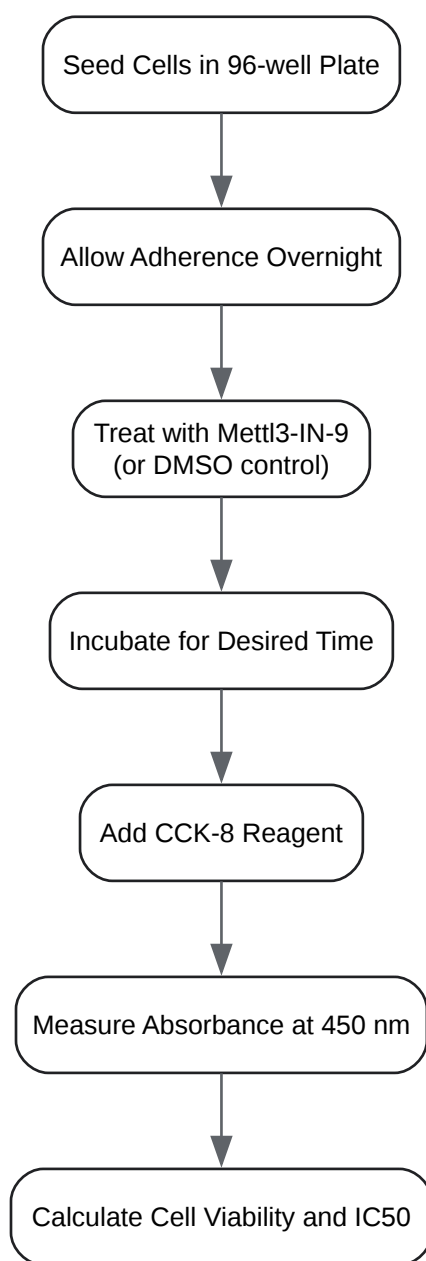 Seed Cells in 96-well Plate
Allow Adherence Overnight
Treat with Mettl3-IN-9
(or DMSO control)
Incubate for Desired Time
Add CCK-8 Reagent
Measure Absorbance at 450 nm
Calculate Cell Viability and IC50